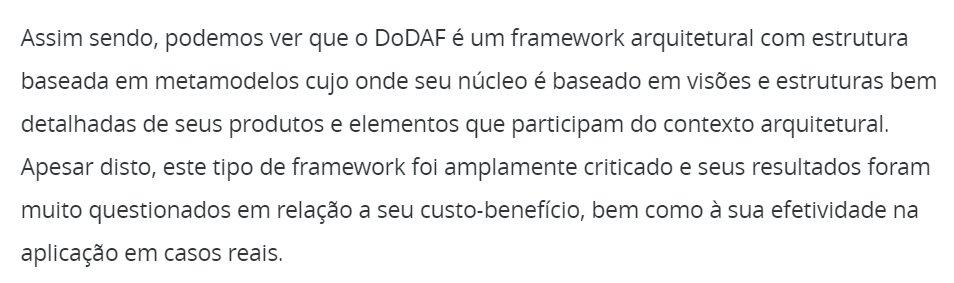 Assim sendo, podemos ver que o DoDAF é um framework arquitetural com estrutura
baseada em metamodelos cujo onde seu núcleo é baseado em visões e estruturas bem
detalhadas de seus produtos e elementos que participam do contexto arquitetural.
Apesar disto, este tipo de framework foi amplamente criticado e seus resultados foram
muito questionados em relação a seu custo-benefício, bem como à sua efetividade na
aplicação em casos reais.